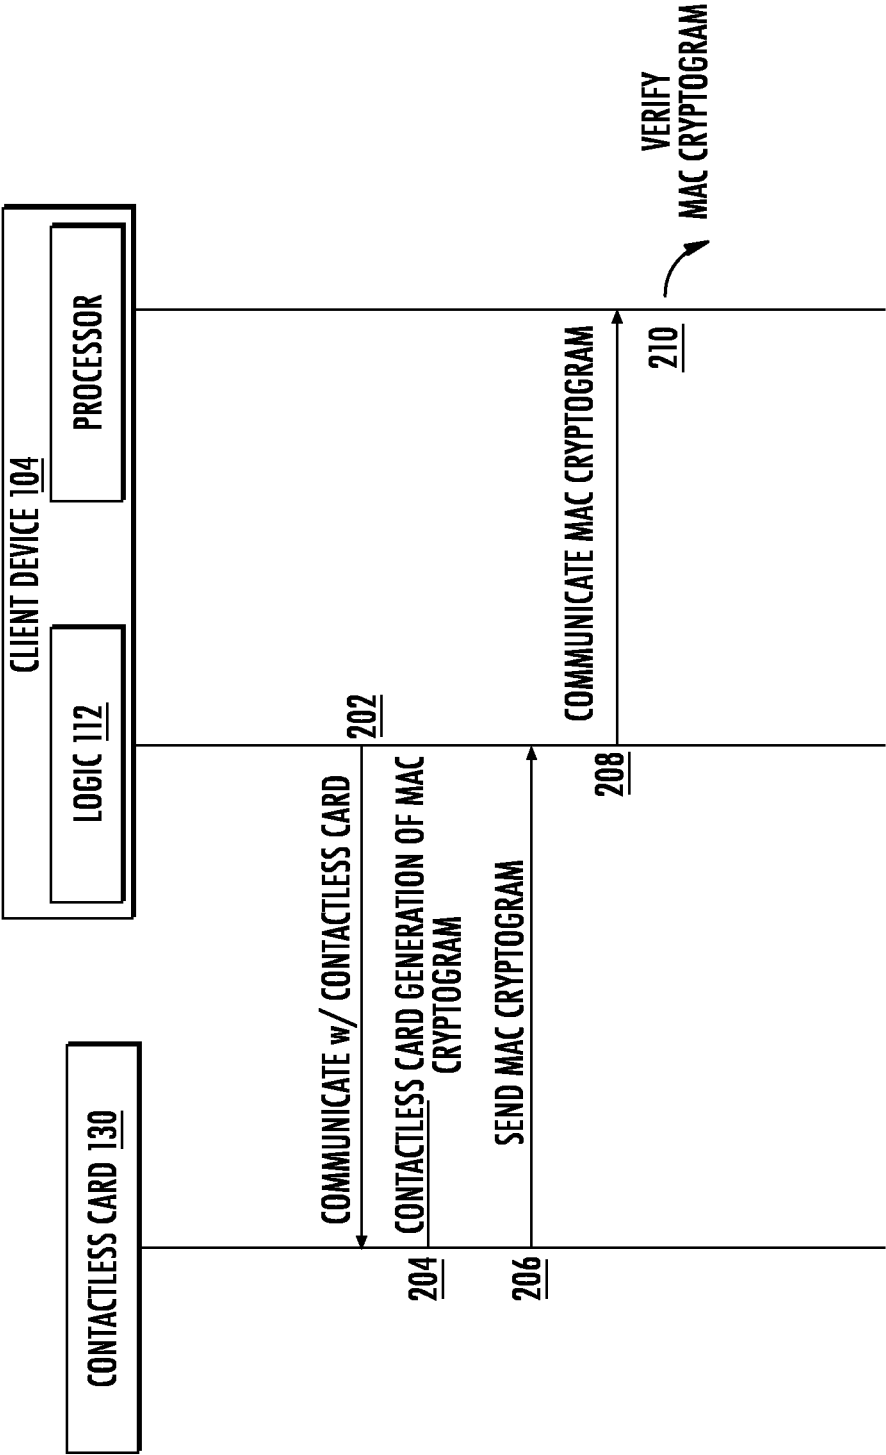 CLIENT DEVICE 104
CONTACTLESS CARD 130
LOGIC 112
PROCESSOR
COMMUNICATE w/ CONTACTLESS CARD
202
204
CONTACTLESS CARD GENERATION OF MAC
CRYPTOGRAM
206
SEND MAC CRYPTOGRAM
208
COMMUNICATE MAC CRYPTOGRAM
210
VERIFY
MAC CRYPTOGRAM